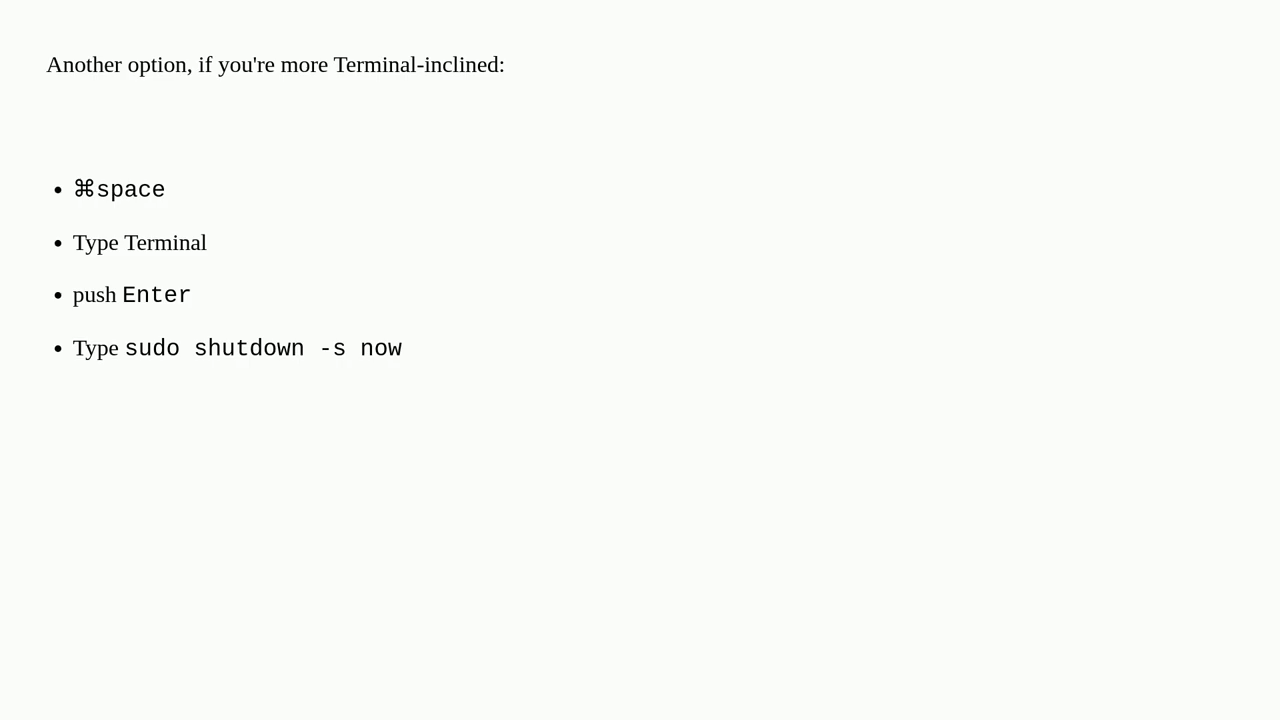 Another option, if you're more Terminal-inclined:
• ⌘space
• Type Terminal
• push Enter
• Type sudo shutdown -s now